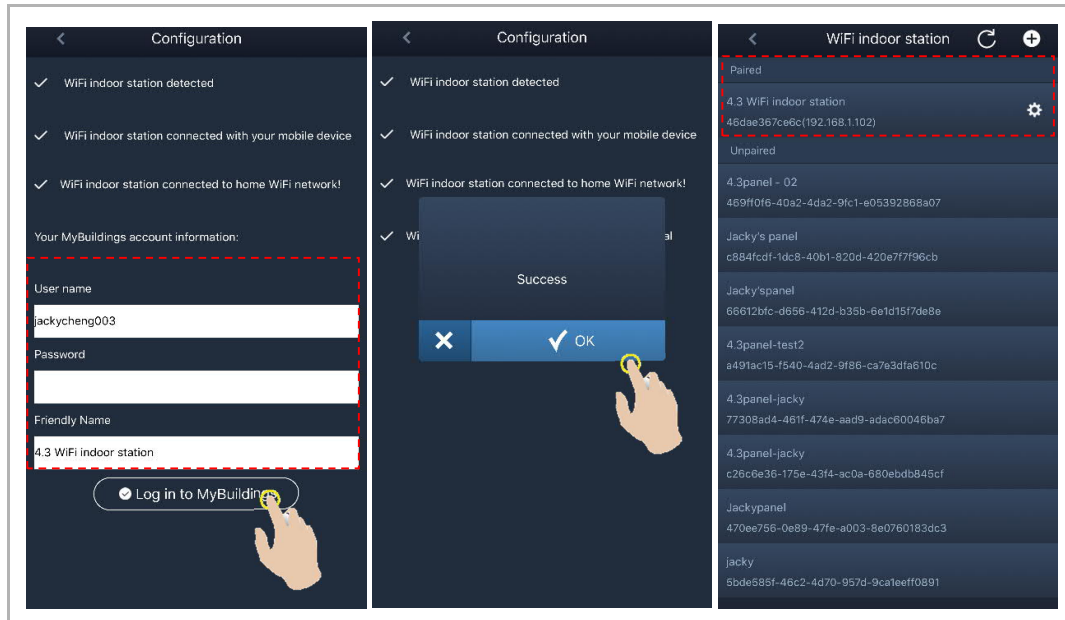 Configuration
WiFi indoor station detected
WiFi indoor station connected with your mobile device
WiFi indoor station connected to home WiFi network!
Your MyBuildings account information:
User name
jackycheng003
Password
Friendly Name
4.3 WiFi indoor station
Log in to MyBuildings
Configuration
WiFi indoor station detected
WiFi indoor station connected with your mobile device
WiFi indoor station connected to home WiFi network!
Wi al
Success
OK
WiFi indoor station
Paired
4.3 WiFi indoor station
46dae367ce6c(192.168.1.102)
Unpaired
4.3panel - 02
469ff0f6-40a2-4da2-9fc1-e05392868a07
Jacky's panel
c884fcdf-1dc8-40b1-820d-420e7f7f96cb
Jacky'spanel
66612bfc-d656-412d-b35b-6e1d15f7de8e
4.3panel-test2
a491ac15-f540-4ad2-9f86-ca7e3dfa610c
4.3panel-jacky
77308ad4-461f-474e-aad9-adac60046ba7
4.3panel-jacky
c26c6e36-175e-43f4-ac0a-680ebdb845cf
Jackypanel
470ee756-0e89-47fe-a003-8e0760183dc3
jacky
5bde585f-46c2-4d70-957d-9ca1eeff0891